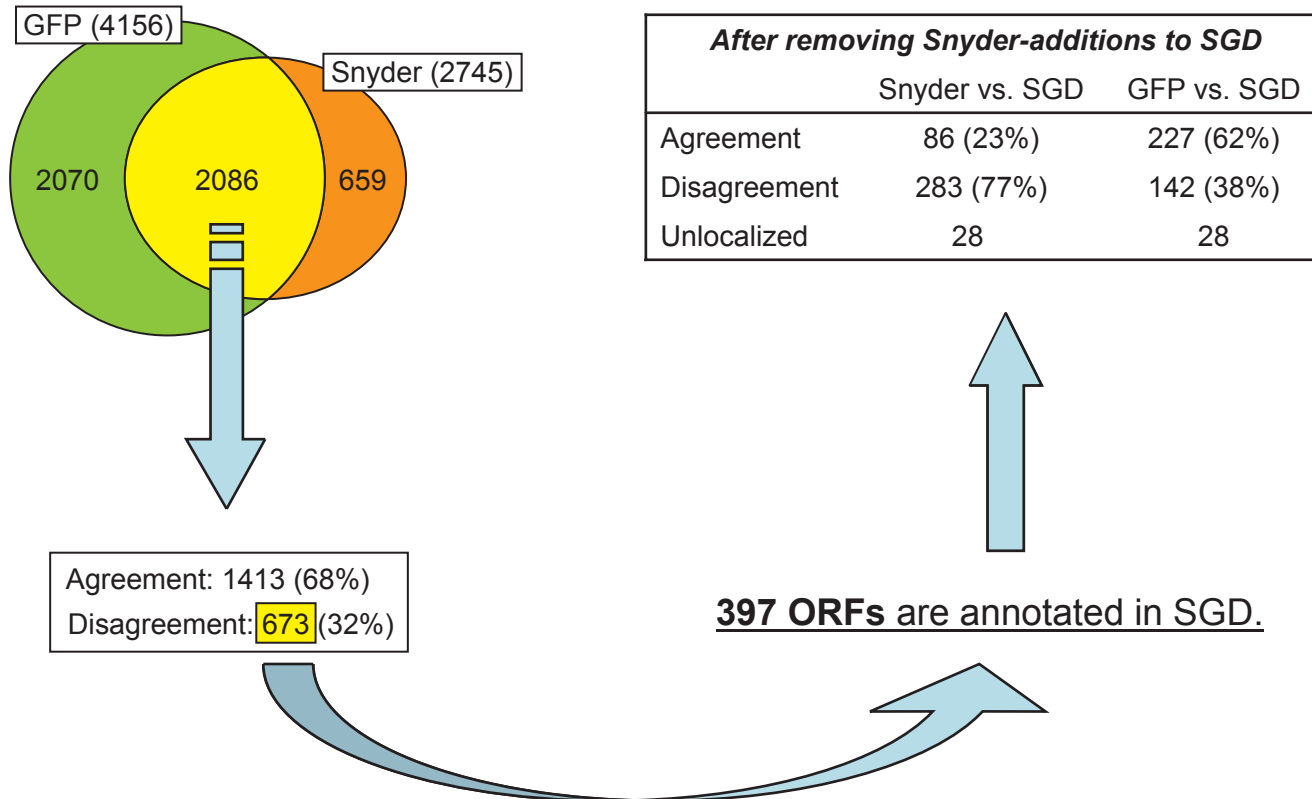 GFP (4156)
Snyder (2745)
2070 2086 659
Agreement: 1413 (68%)
Disagreement: 673 (32%)
397 ORFs are annotated in SGD.
After removing Snyder-additions to SGD
Snyder vs. SGD GFP vs. SGD
Agreement 86 (23%) 227 (62%)
Disagreement 283 (77%) 142 (38%)
Unlocalized 28 28